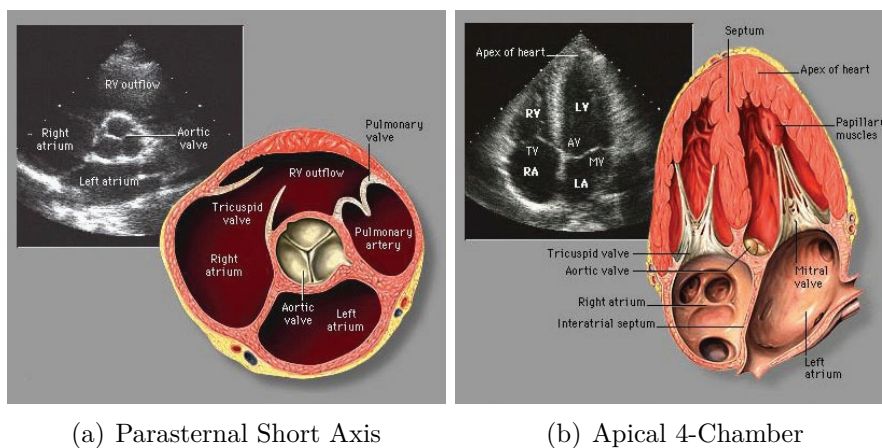 RV outflow
Right
atrium
Aortic
valve
Left atrium
Pulmonary
valve
RV outflow
Tricuspid
valve
Pulmonary
artery
Right
atrium
Aortic
valve
Left
atrium
(a) Parasternal Short Axis
Septum
Apex of heart
Apex of heart
RV
LV
Papillary
muscles
TV
AV
MV
RA
LA
Tricuspid valve
Aortic valve
Mitral
valve
Right atrium
Interatrial septum
Left
atrium
(b) Apical 4-Chamber